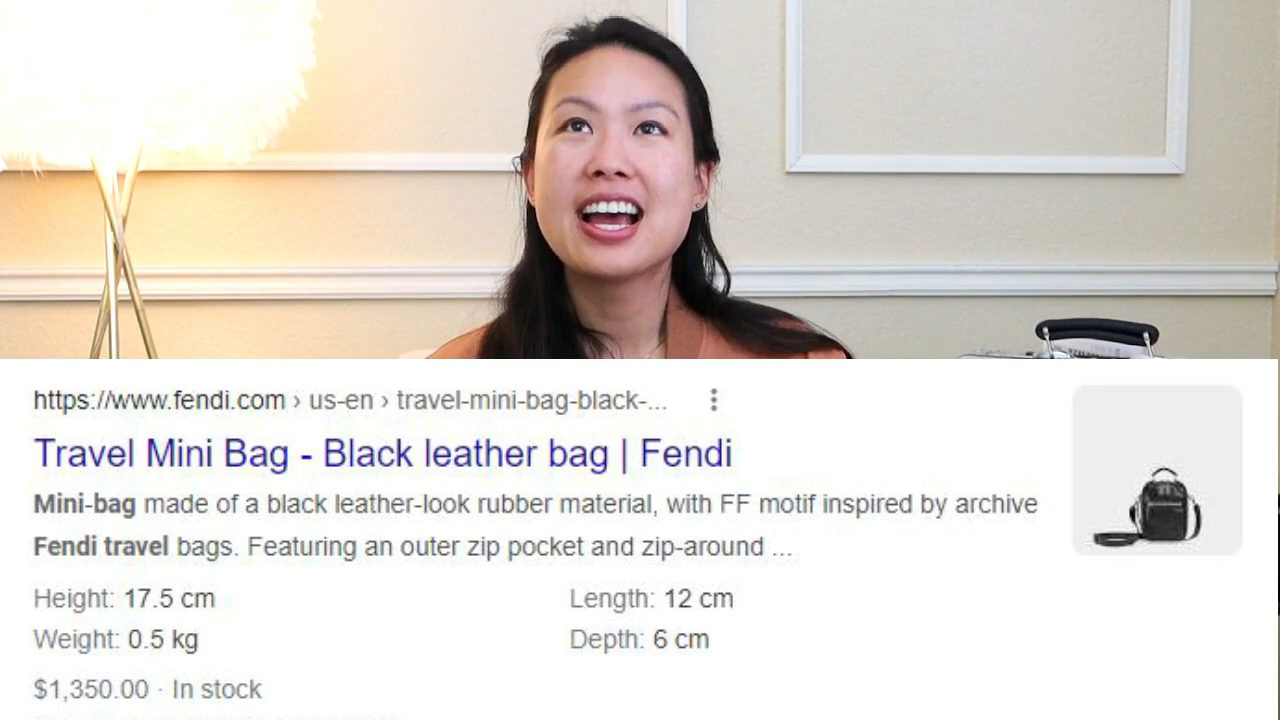 https://www.fendi.com › us-en › travel-mini-bag-black-...
Travel Mini Bag - Black leather bag | Fendi
Mini-bag made of a black leather-look rubber material, with FF motif inspired by archive
Fendi travel bags. Featuring an outer zip pocket and zip-around ...
Height: 17.5 cm Length: 12 cm
Weight: 0.5 kg Depth: 6 cm
$1,350.00 · In stock